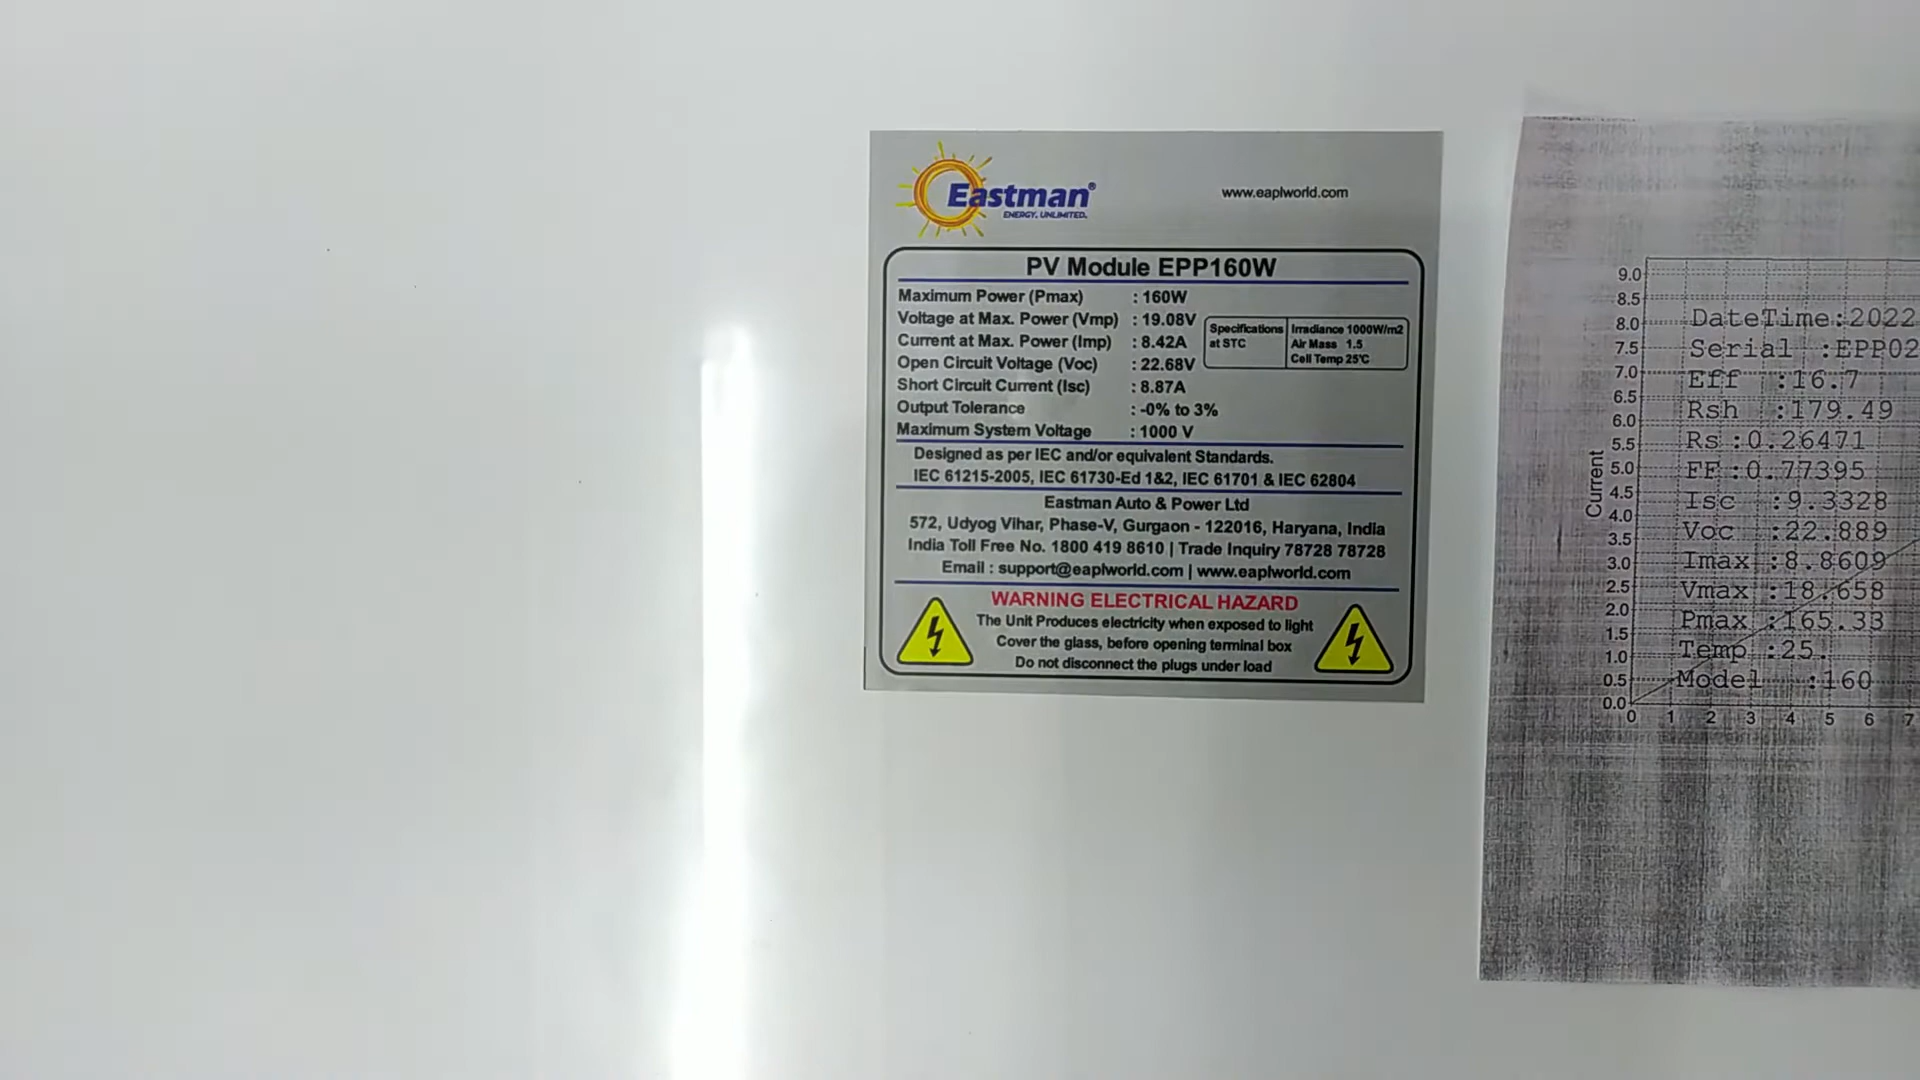 Eastman®
ENERGY. UNLIMITED.
www.eaplworld.com
PV Module EPP160W
Maximum Power (Pmax) : 160W
Voltage at Max. Power (Vmp) : 19.08V
Current at Max. Power (Imp) : 8.42A
Open Circuit Voltage (Voc) : 22.68V
Short Circuit Current (Isc) : 8.87A
Output Tolerance : -0% to 3%
Maximum System Voltage : 1000 V
Specifications at STC
Irradiance 1000W/m2
Air Mass 1.5
Cell Temp 25°C
Designed as per IEC and/or equivalent Standards.
IEC 61215-2005, IEC 61730-Ed 1&2, IEC 61701 & IEC 62804
Eastman Auto & Power Ltd
572, Udyog Vihar, Phase-V, Gurgaon - 122016, Haryana, India
India Toll Free No. 1800 419 8610 | Trade Inquiry 78728 78728
Email : support@eaplworld.com | www.eaplworld.com
WARNING ELECTRICAL HAZARD
The Unit Produces electricity when exposed to light
Cover the glass, before opening terminal box
Do not disconnect the plugs under load
DateTime:2022
Serial :EPP02
Eff :16.7
Rsh :179.49
Rs :0.26471
FF :0.77395
Isc :9.3328
Voc :22.889
Imax :8.8609
Vmax :18.658
Pmax :165.33
Temp :25.
Model :160
Current
9.0
8.5
8.0
7.5
7.0
6.5
6.0
5.5
5.0
4.5
4.0
3.5
3.0
2.5
2.0
1.5
1.0
0.5
0.0
0 1 2 3 4 5 6 7